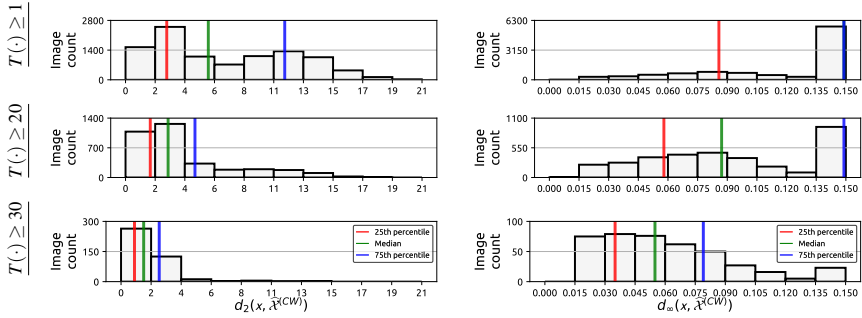 T(·) ≥ 1
Image count
2800
1400
0
0 2 4 6 8 11 13 15 17 19 21
Image count
6300
3150
0
0.000 0.015 0.030 0.045 0.060 0.075 0.090 0.105 0.120 0.135 0.150
T(·) ≥ 20
Image count
1400
700
0
0 2 4 6 8 11 13 15 17 19 21
Image count
1100
550
0
0.000 0.015 0.030 0.045 0.060 0.075 0.090 0.105 0.120 0.135 0.150
T(·) ≥ 30
Image count
300
150
0
25th percentile
Median
75th percentile
0 2 4 6 8 11 13 15 17 19 21
d₂(x, x̂⁽ᶜᵂ⁾)
Image count
100
50
0
25th percentile
Median
75th percentile
0.000 0.015 0.030 0.045 0.060 0.075 0.090 0.105 0.120 0.135 0.150
d∞(x, x̂⁽ᶜᵂ⁾)